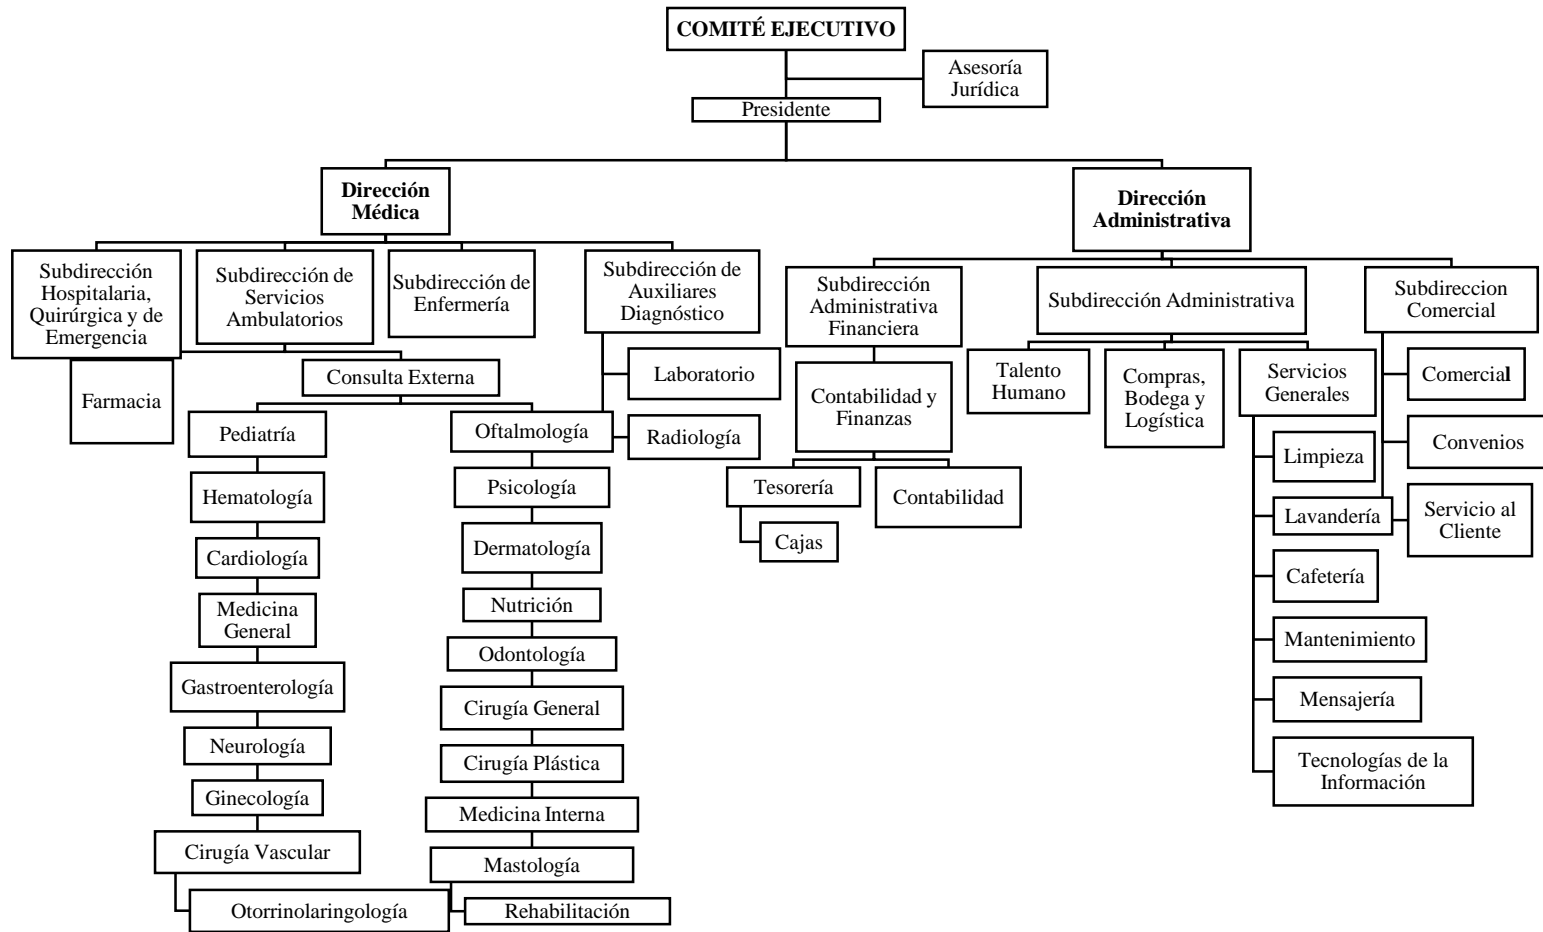 COMITÉ EJECUTIVO
Asesoría
Jurídica
Presidente
Dirección
Médica
Dirección
Administrativa
Subdirección
Hospitalaria,
Quirúrgica y de
Emergencia
Subdirección de
Servicios
Ambulatorios
Subdirección
de Enfermería
Subdirección de
Auxiliares
Diagnóstico
Subdirección
Administrativa
Financiera
Subdirección Administrativa
Subdireccion
Comercial
Farmacia
Consulta Externa
Laboratorio
Radiología
Pediatría
Hematología
Cardiología
Medicina
General
Gastroenterología
Neurología
Ginecología
Cirugía Vascular
Otorrinolaringología
Oftalmología
Psicología
Dermatología
Nutrición
Odontología
Cirugía General
Cirugía Plástica
Medicina Interna
Mastología
Rehabilitación
Contabilidad y
Finanzas
Tesorería
Cajas
Contabilidad
Talento
Humano
Compras,
Bodega y
Logística
Servicios
Generales
Limpieza
Lavandería
Cafetería
Mantenimiento
Mensajería
Tecnologías de la
Información
Comercial
Convenios
Servicio al
Cliente